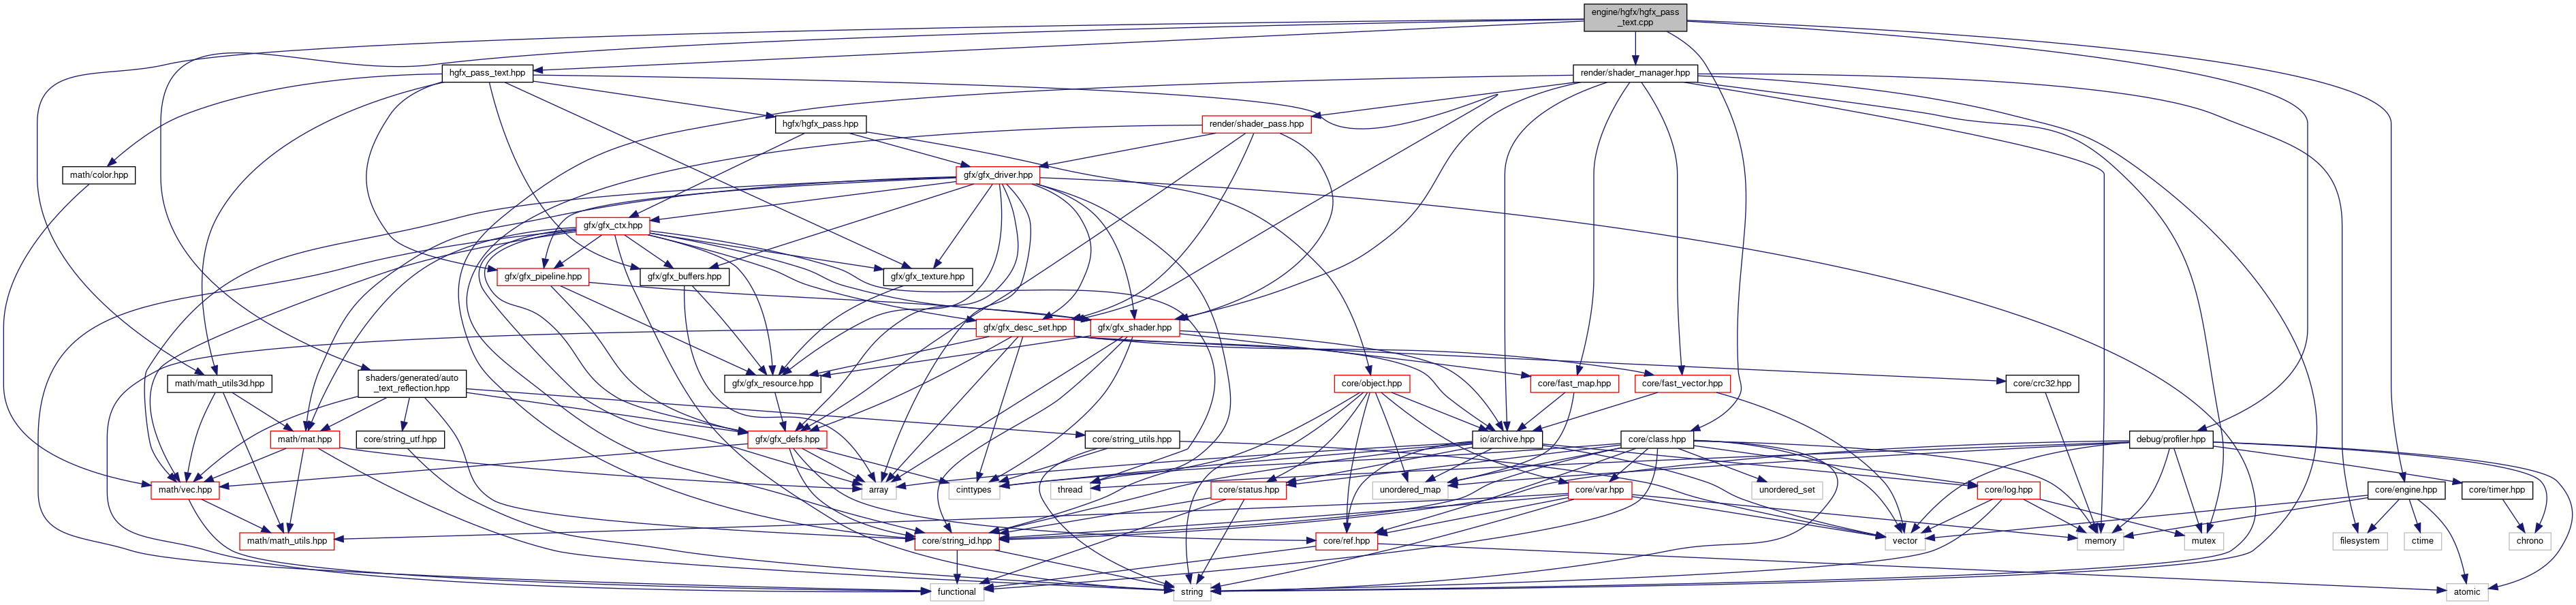 engine/hgfx/hgfx_pass
_text.cpp
hgfx_pass_text.hpp
render/shader_manager.hpp
hgfx/hgfx_pass.hpp
render/shader_pass.hpp
math/color.hpp
gfx/gfx_driver.hpp
gfx/gfx_ctx.hpp
gfx/gfx_pipeline.hpp
gfx/gfx_buffers.hpp
gfx/gfx_texture.hpp
gfx/gfx_desc_set.hpp
gfx/gfx_shader.hpp
math/math_utils3d.hpp
shaders/generated/auto
_text_reflection.hpp
gfx/gfx_resource.hpp
core/object.hpp
core/fast_map.hpp
core/fast_vector.hpp
core/crc32.hpp
math/mat.hpp
core/string_utf.hpp
gfx/gfx_defs.hpp
core/string_utils.hpp
io/archive.hpp
core/class.hpp
debug/profiler.hpp
math/vec.hpp
array
cinttypes
thread
core/status.hpp
unordered_map
core/var.hpp
unordered_set
core/log.hpp
core/engine.hpp
core/timer.hpp
math/math_utils.hpp
core/string_id.hpp
core/ref.hpp
vector
memory
mutex
filesystem
ctime
chrono
functional
string
atomic